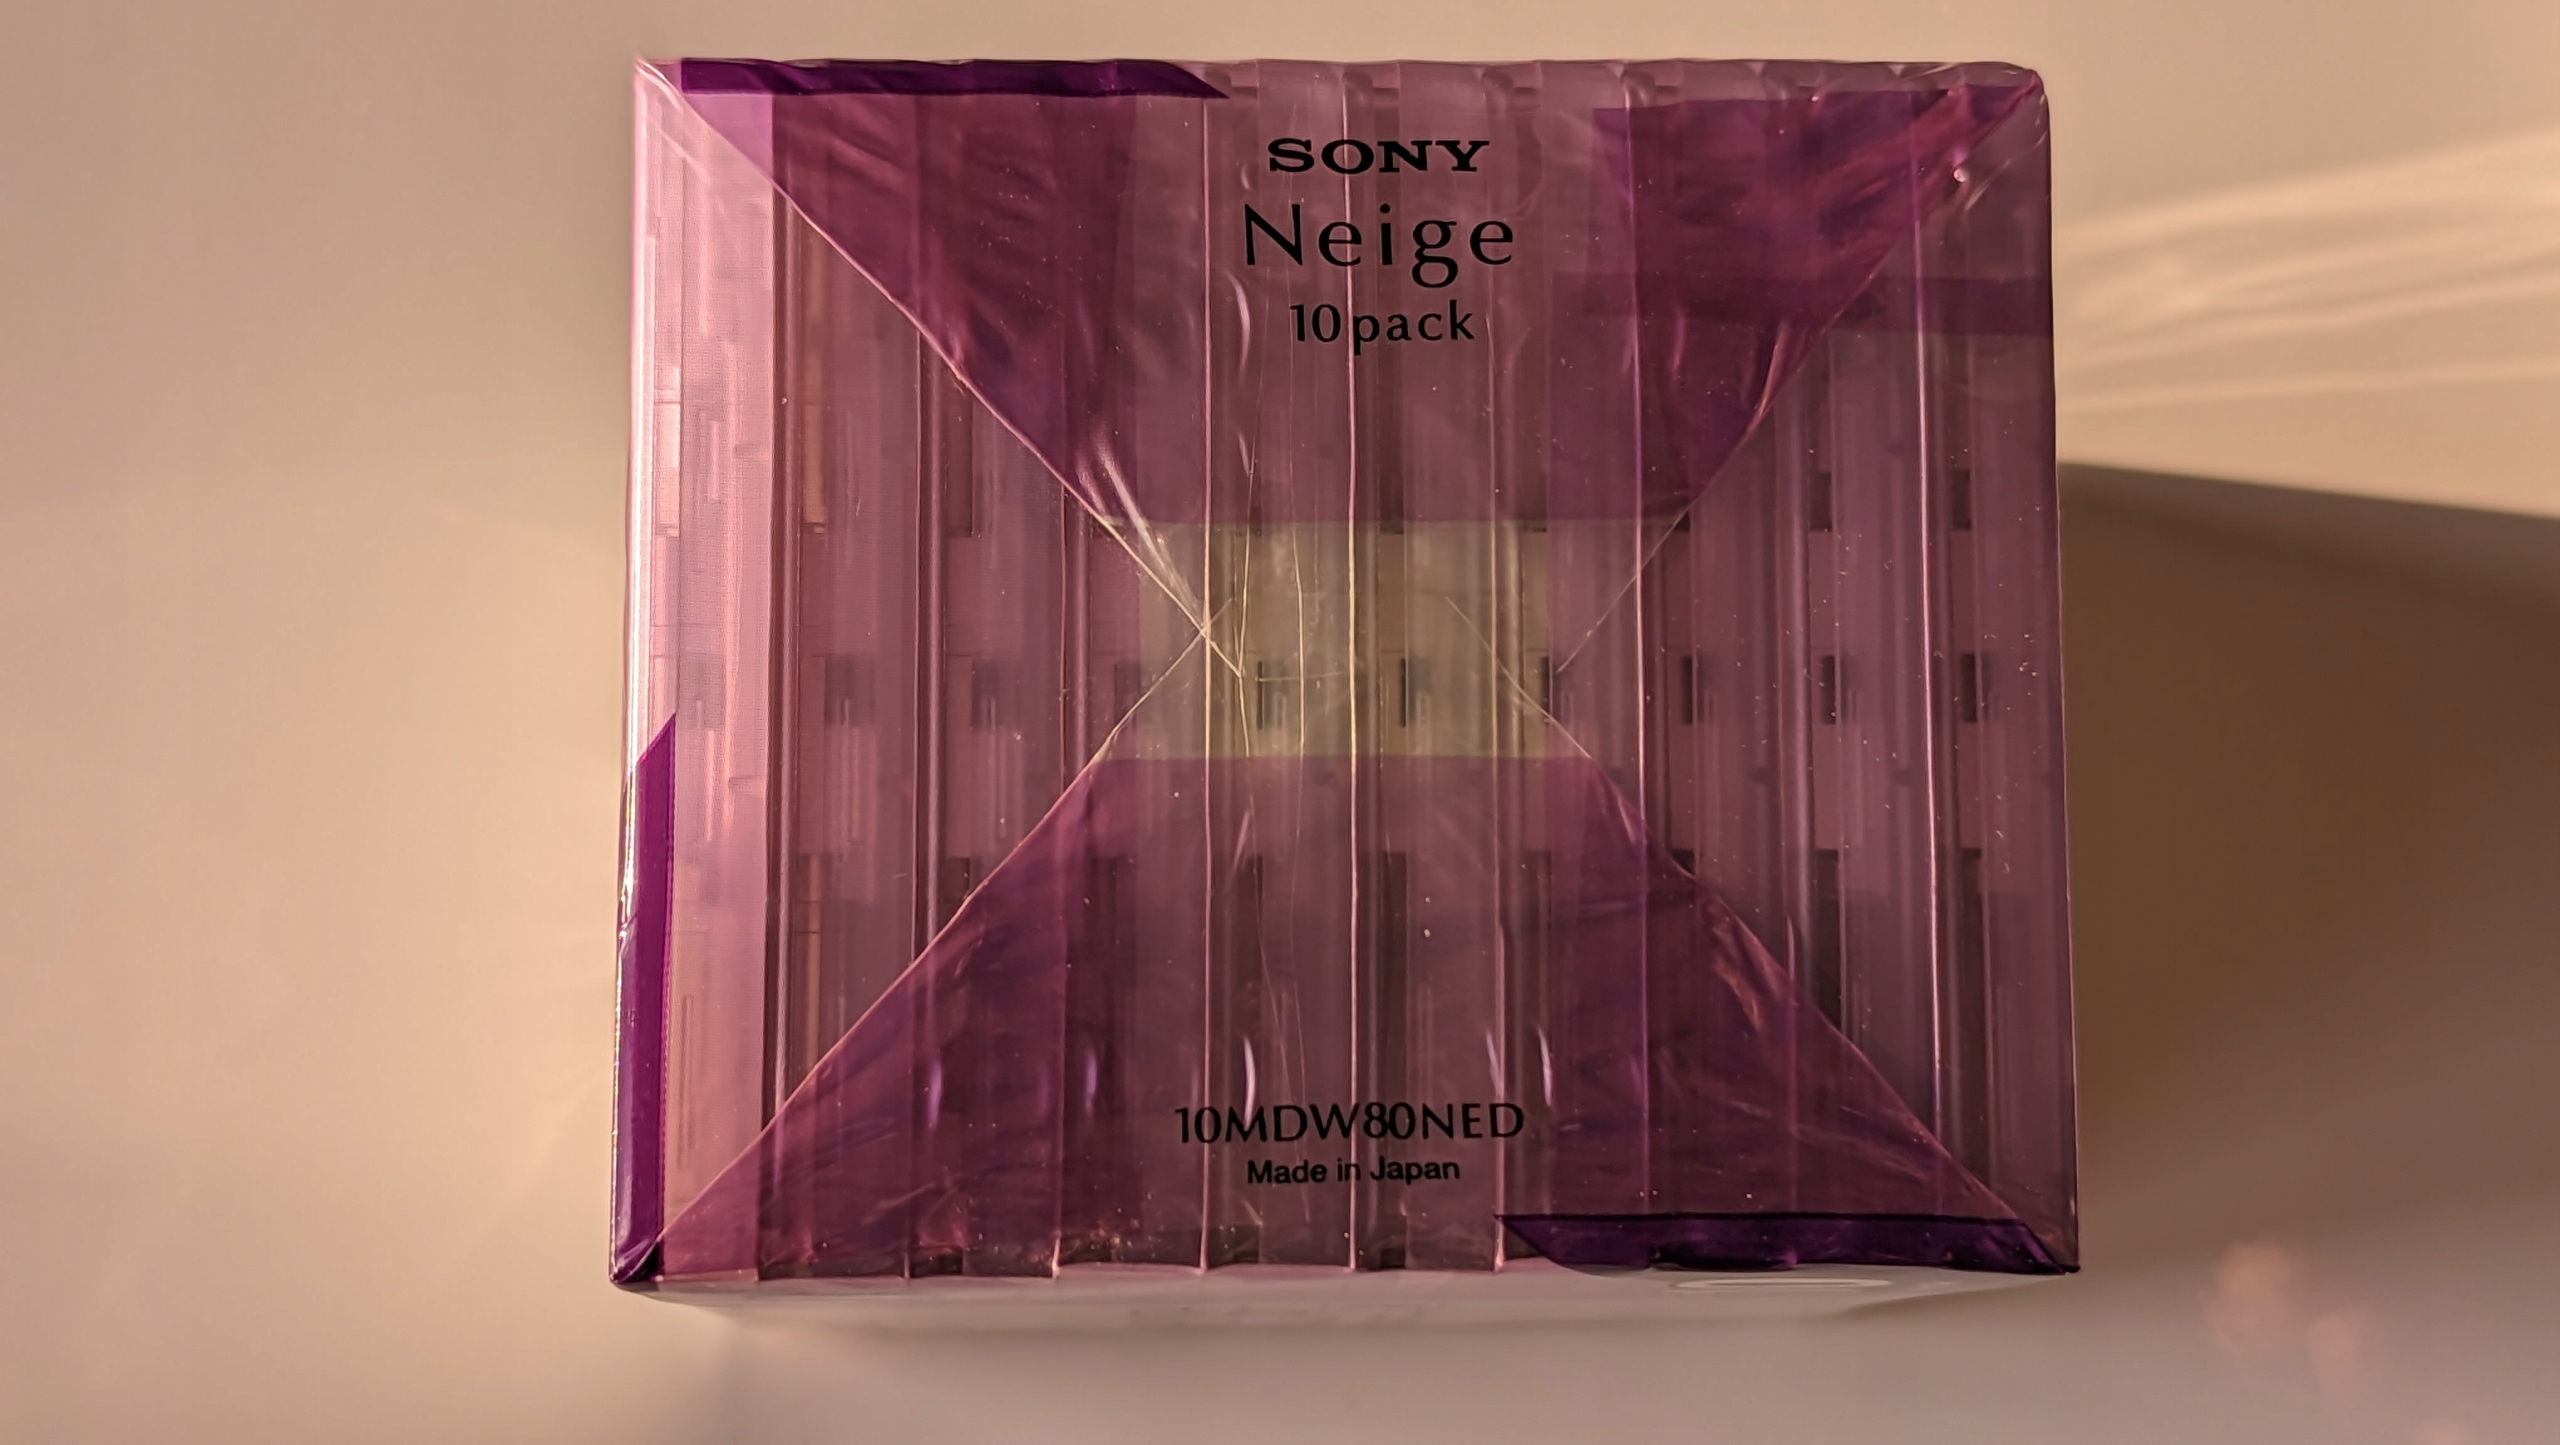 SONY
Neige
10pack
10MDW80NED
Made in Japan